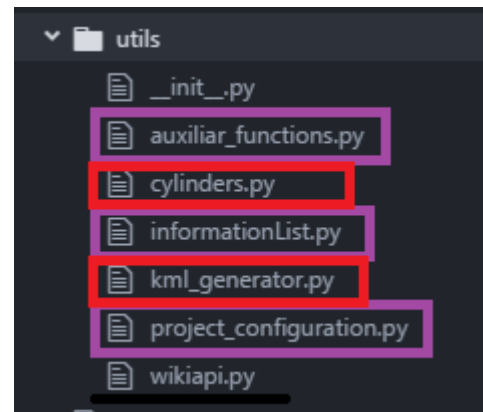 utils
__init__.py
auxiliar_functions.py
cylinders.py
informationList.py
kml_generator.py
project_configuration.py
wikiapi.py